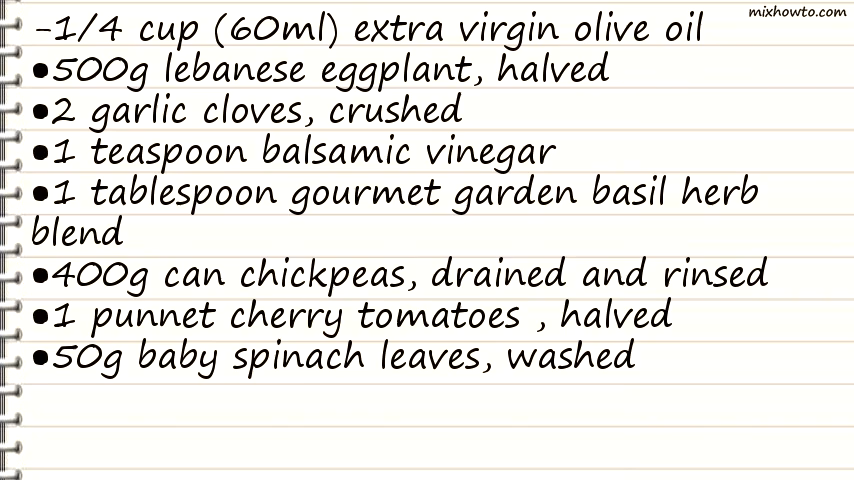 mixhowto.com
-1/4 cup (60ml) extra virgin olive oil
•500g lebanese eggplant, halved
•2 garlic cloves, crushed
•1 teaspoon balsamic vinegar
•1 tablespoon gourmet garden basil herb
blend
•400g can chickpeas, drained and rinsed
•1 punnet cherry tomatoes , halved
•50g baby spinach leaves, washed